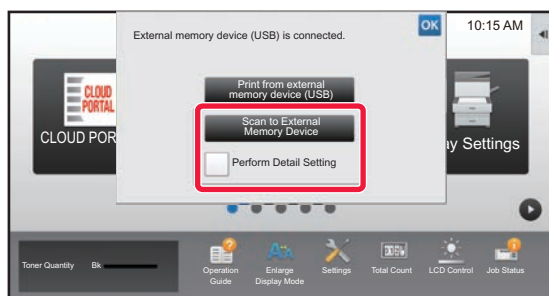 External memory device (USB) is connected.
OK
10:15 AM
Print from external
memory device (USB)
Scan to External
Memory Device
Perform Detail Setting
CLOUD
PORTAL
CLOUD POR
ay Settings
Toner Quantity Bk
Operation
Guide
Enlarge
Display Mode
Settings
Total Count
LCD Control
Job Status